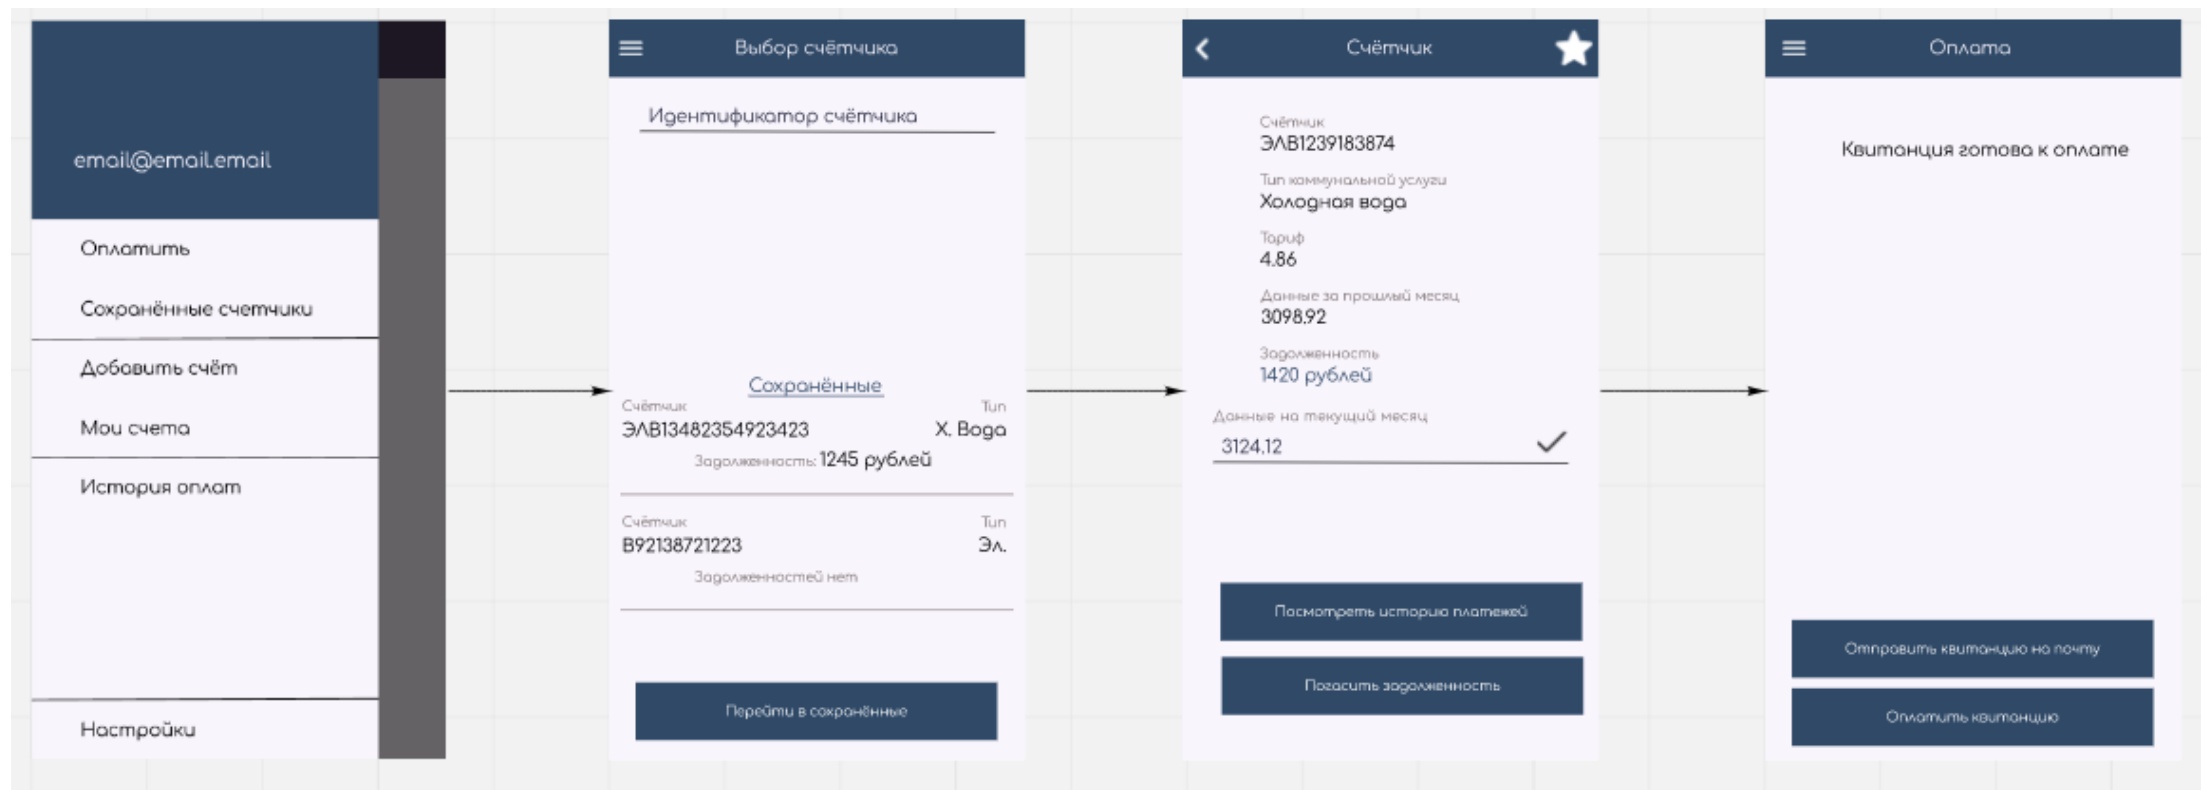 email@email.email
Оплатить
Сохранённые счетчики
Добавить счёт
Мои счета
История оплат
Настройки
Выбор счётчика
Идентификатор счётчика
Сохранённые
Счётчик Тип
ЭЛВ13482354923423 Х. Вода
Задолженность: 1245 рублей
Счётчик Тип
В92138721223 Эл.
Задолженностей нет
Перейти в сохранённые
Счётчик
Счётчик
ЭЛВ1239183874
Тип коммунальной услуги
Холодная вода
Тариф
4.86
Данные за прошлый месяц
3098.92
Задолженность
1420 рублей
Данные на текущий месяц
3124.12
Посмотреть историю платежей
Погасить задолженность
Оплата
Квитанция готова к оплате
Отправить квитанцию на почту
Оплатить квитанцию